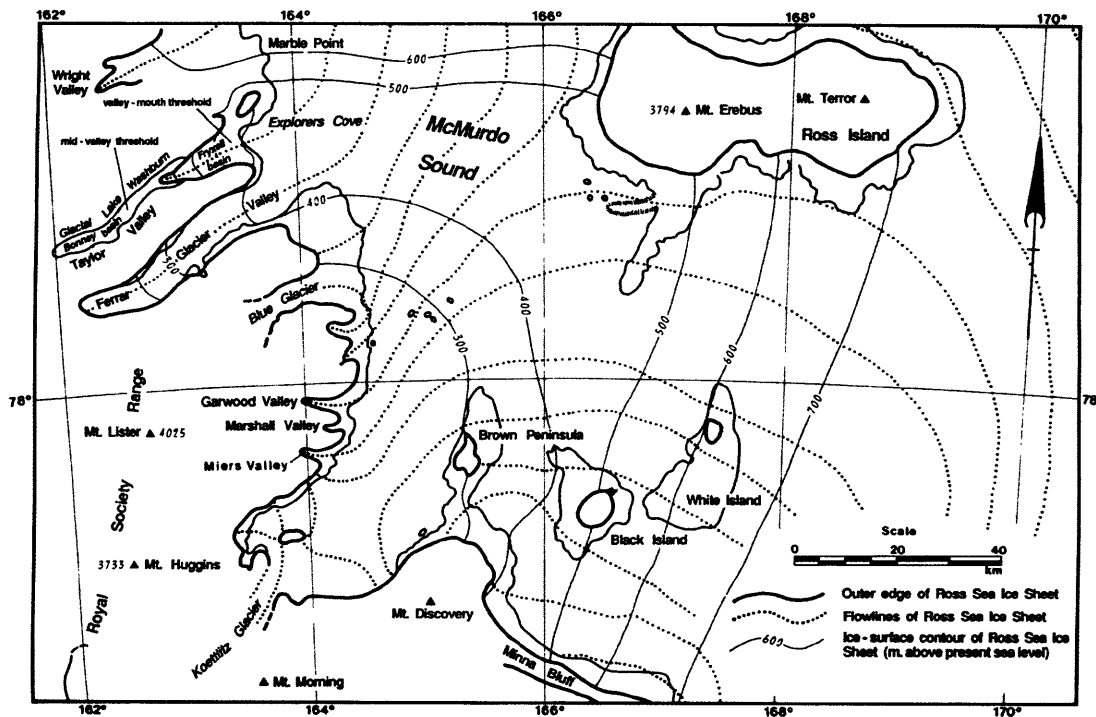 162°
164°
166°
168°
170°
Marble Point
Wright
Valley
600
500
valley - mouth threshold
Explorers Cove
McMurdo
Sound
3794 ▲ Mt. Erebus
Mt. Terror ▲
Ross Island
mid - valley threshold
Fryxell
basin
Glacial Lake Washburn
Bonney basin
Taylor Valley
Ferrar Glacier Valley
400
Blue Glacier
400
300
500
600
700
78°
78°
Garwood Valley
Marshall Valley
Miers Valley
Mt. Lister ▲ 4025
Royal Society Range
Brown Peninsula
White Island
Black Island
3733 ▲ Mt. Huggins
Mt. Discovery
Koettlitz Glacier
▲ Mt. Morning
Minna Bluff
Scale
0 20 40
km
Outer edge of Ross Sea Ice Sheet
Flowlines of Ross Sea Ice Sheet
600
Ice - surface contour of Ross Sea Ice
Sheet (m. above present sea level)
162°
164°
166°
168°
170°